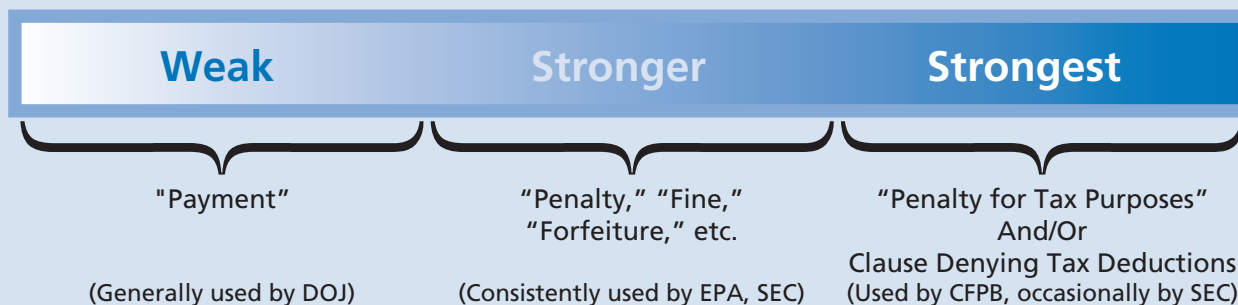 Weak Stronger Strongest
"Payment”
(Generally used by DOJ)
“Penalty,” “Fine,”
“Forfeiture,” etc.
(Consistently used by EPA, SEC)
“Penalty for Tax Purposes”
And/Or
Clause Denying Tax Deductions
(Used by CFPB, occasionally by SEC)